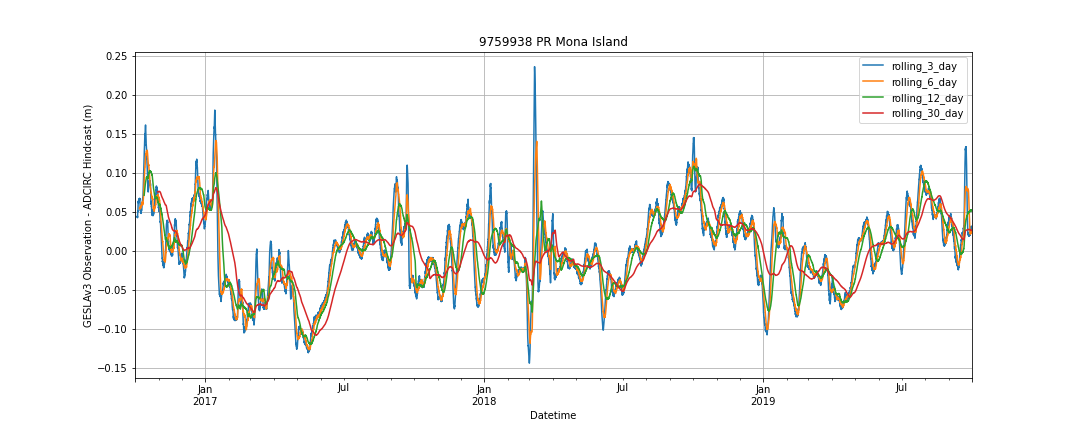 9759938 PR Mona Island
GESLAv3 Observation - ADCIRC Hindcast (m)
0.25
0.20
0.15
0.10
0.05
0.00
−0.05
−0.10
−0.15
rolling_3_day
rolling_6_day
rolling_12_day
rolling_30_day
Jan
2017
Jul
Jan
2018
Jul
Jan
2019
Jul
Datetime